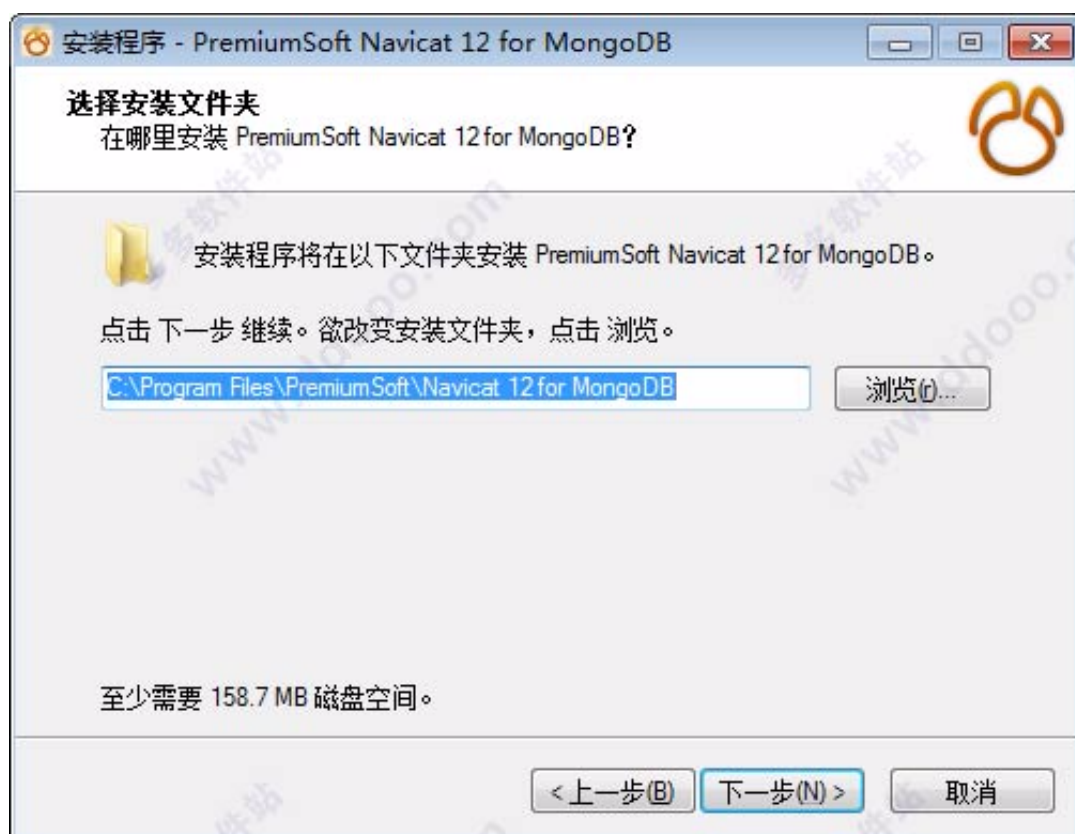 安装程序 - PremiumSoft Navicat 12 for MongoDB
选择安装文件夹
在哪里安装 PremiumSoft Navicat 12 for MongoDB?
安装程序将在以下文件夹安装 PremiumSoft Navicat 12 for MongoDB。
点击 下一步 继续。欲改变安装文件夹，点击 浏览。
C:\Program Files\PremiumSoft\Navicat 12 for MongoDB
浏览(r)...
至少需要 158.7 MB 磁盘空间。
<上一步(B) 下一步(N) > 取消